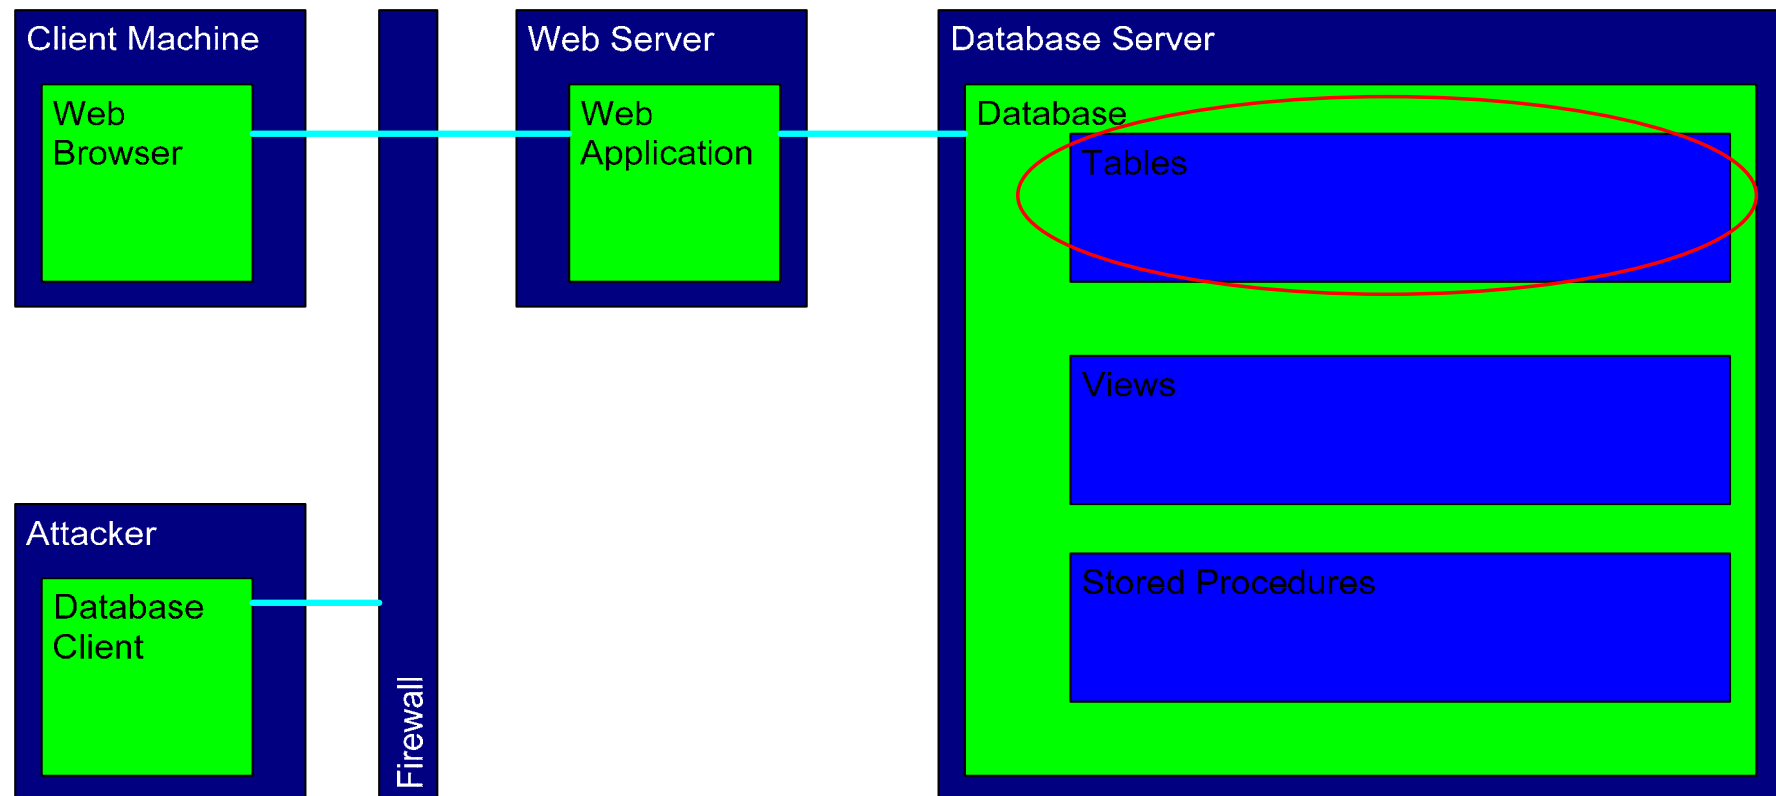 Client Machine
Web
Browser
Firewall
Web Server
Web
Application
Database Server
Database
Tables
Views
Stored Procedures
Attacker
Database
Client